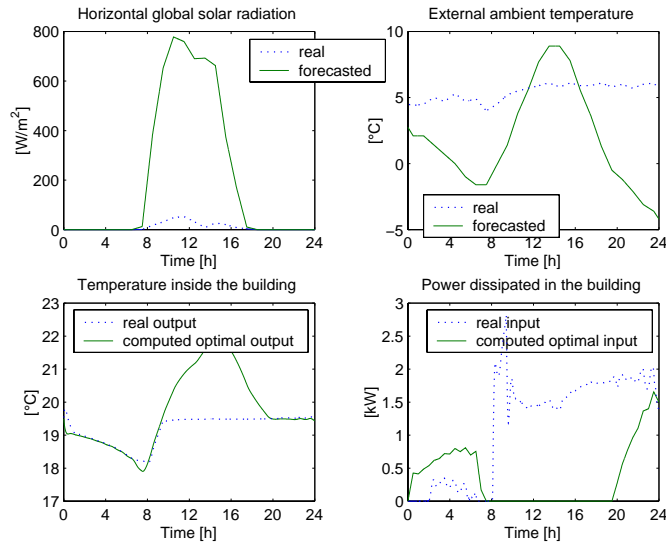 Horizontal global solar radiation
800
600
400
200
0
[W/m²]
real
forecasted
0 4 8 12 16 20 24
Time [h]
External ambient temperature
10
5
0
−5
[°C]
real
forecasted
0 4 8 12 16 20 24
Time [h]
Temperature inside the building
22
21
20
19
18
17
[°C]
real output
computed optimal output
0 4 8 12 16 20 24
Time [h]
Power dissipated in the building
3
2.5
2
1.5
1
0.5
0
[kW]
real input
computed optimal input
0 4 8 12 16 20 24
Time [h]